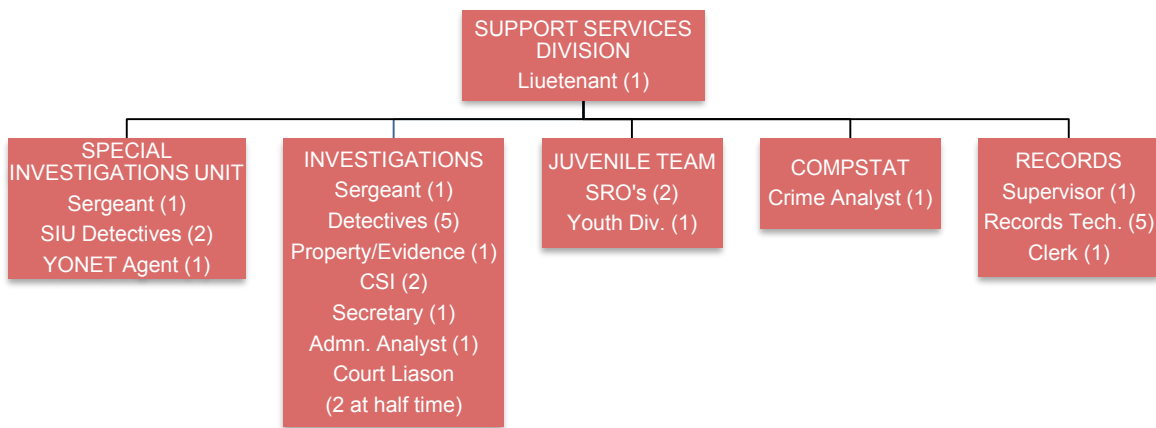 SUPPORT SERVICES
DIVISION
Liuetenant (1)
SPECIAL
INVESTIGATIONS UNIT
Sergeant (1)
SIU Detectives (2)
YONET Agent (1)
INVESTIGATIONS
Sergeant (1)
Detectives (5)
Property/Evidence (1)
CSI (2)
Secretary (1)
Admn. Analyst (1)
Court Liason
(2 at half time)
JUVENILE TEAM
SRO's (2)
Youth Div. (1)
COMPSTAT
Crime Analyst (1)
RECORDS
Supervisor (1)
Records Tech. (5)
Clerk (1)